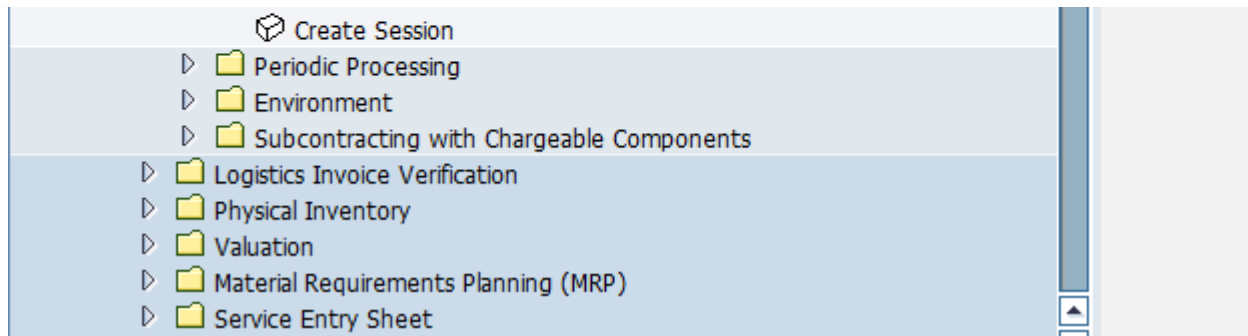 Create Session
Periodic Processing
Environment
Subcontracting with Chargeable Components
Logistics Invoice Verification
Physical Inventory
Valuation
Material Requirements Planning (MRP)
Service Entry Sheet